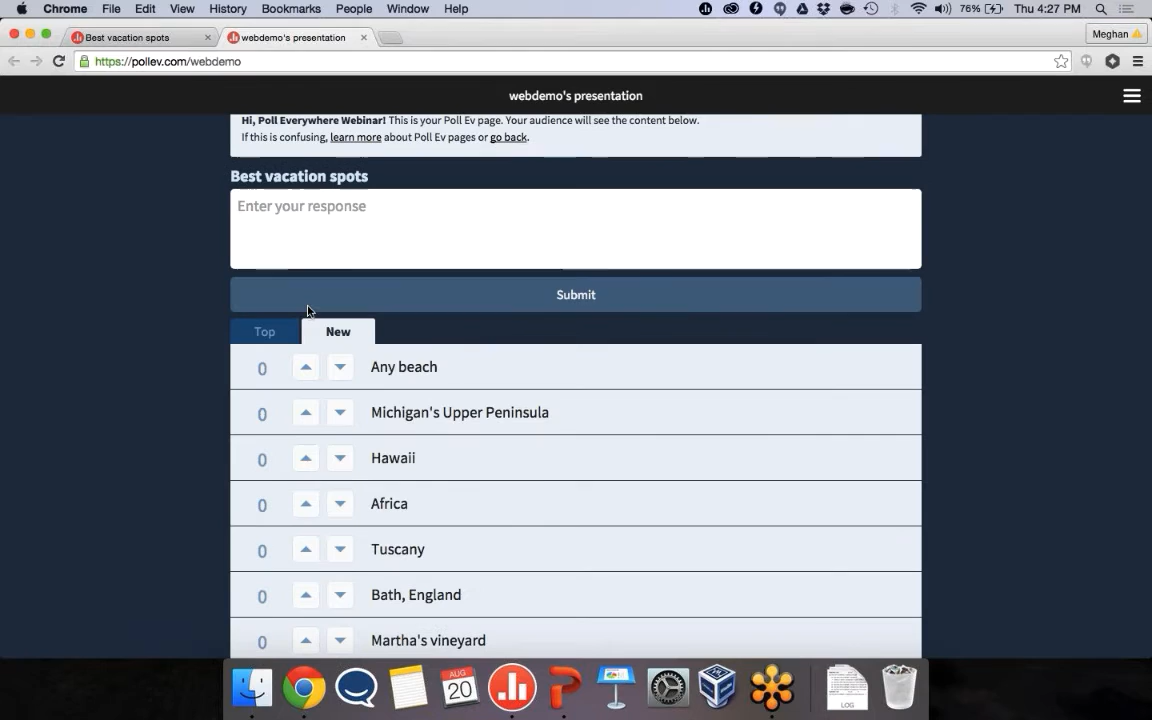 Chrome File Edit View History Bookmarks People Window Help 76% Thu 4:27 PM
Best vacation spots webdemo's presentation Meghan
https://pollev.com/webdemo
webdemo's presentation
Hi, Poll Everywhere Webinar! This is your Poll Ev page. Your audience will see the content below.
If this is confusing, learn more about Poll Ev pages or go back.
Best vacation spots
Enter your response
Submit
Top New
0 Any beach
0 Michigan's Upper Peninsula
0 Hawaii
0 Africa
0 Tuscany
0 Bath, England
0 Martha's vineyard
AUG
20
LOG